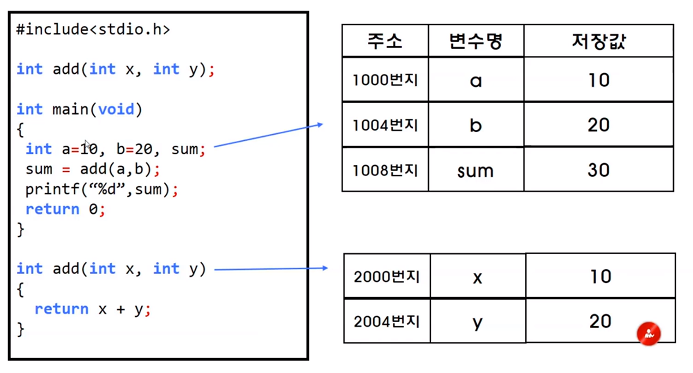 #include<stdio.h>
int add(int x, int y);
int main(void)
{
int a=10, b=20, sum;
sum = add(a,b);
printf(“%d”,sum);
return 0;
}
int add(int x, int y)
{
return x + y;
}
주소 변수명 저장값
1000번지 a 10
1004번지 b 20
1008번지 sum 30
2000번지 x 10
2004번지 y 20